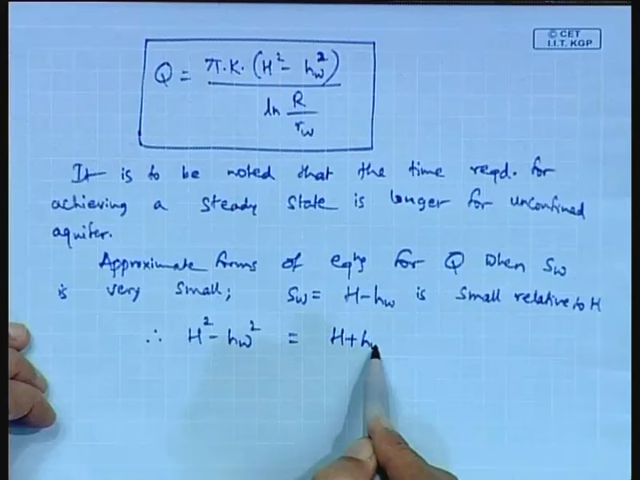 © CET
I.I.T. KGP
Q = π.K.(H² - hw²) / ln R/rw
It is to be noted that the time reqd. for
achieving a steady state is longer for unconfined
aquifer.
Approximate forms of eqns for Q when sw
is very small; sw = H-hw is small relative to H
∴ H² - hw² = H+hw